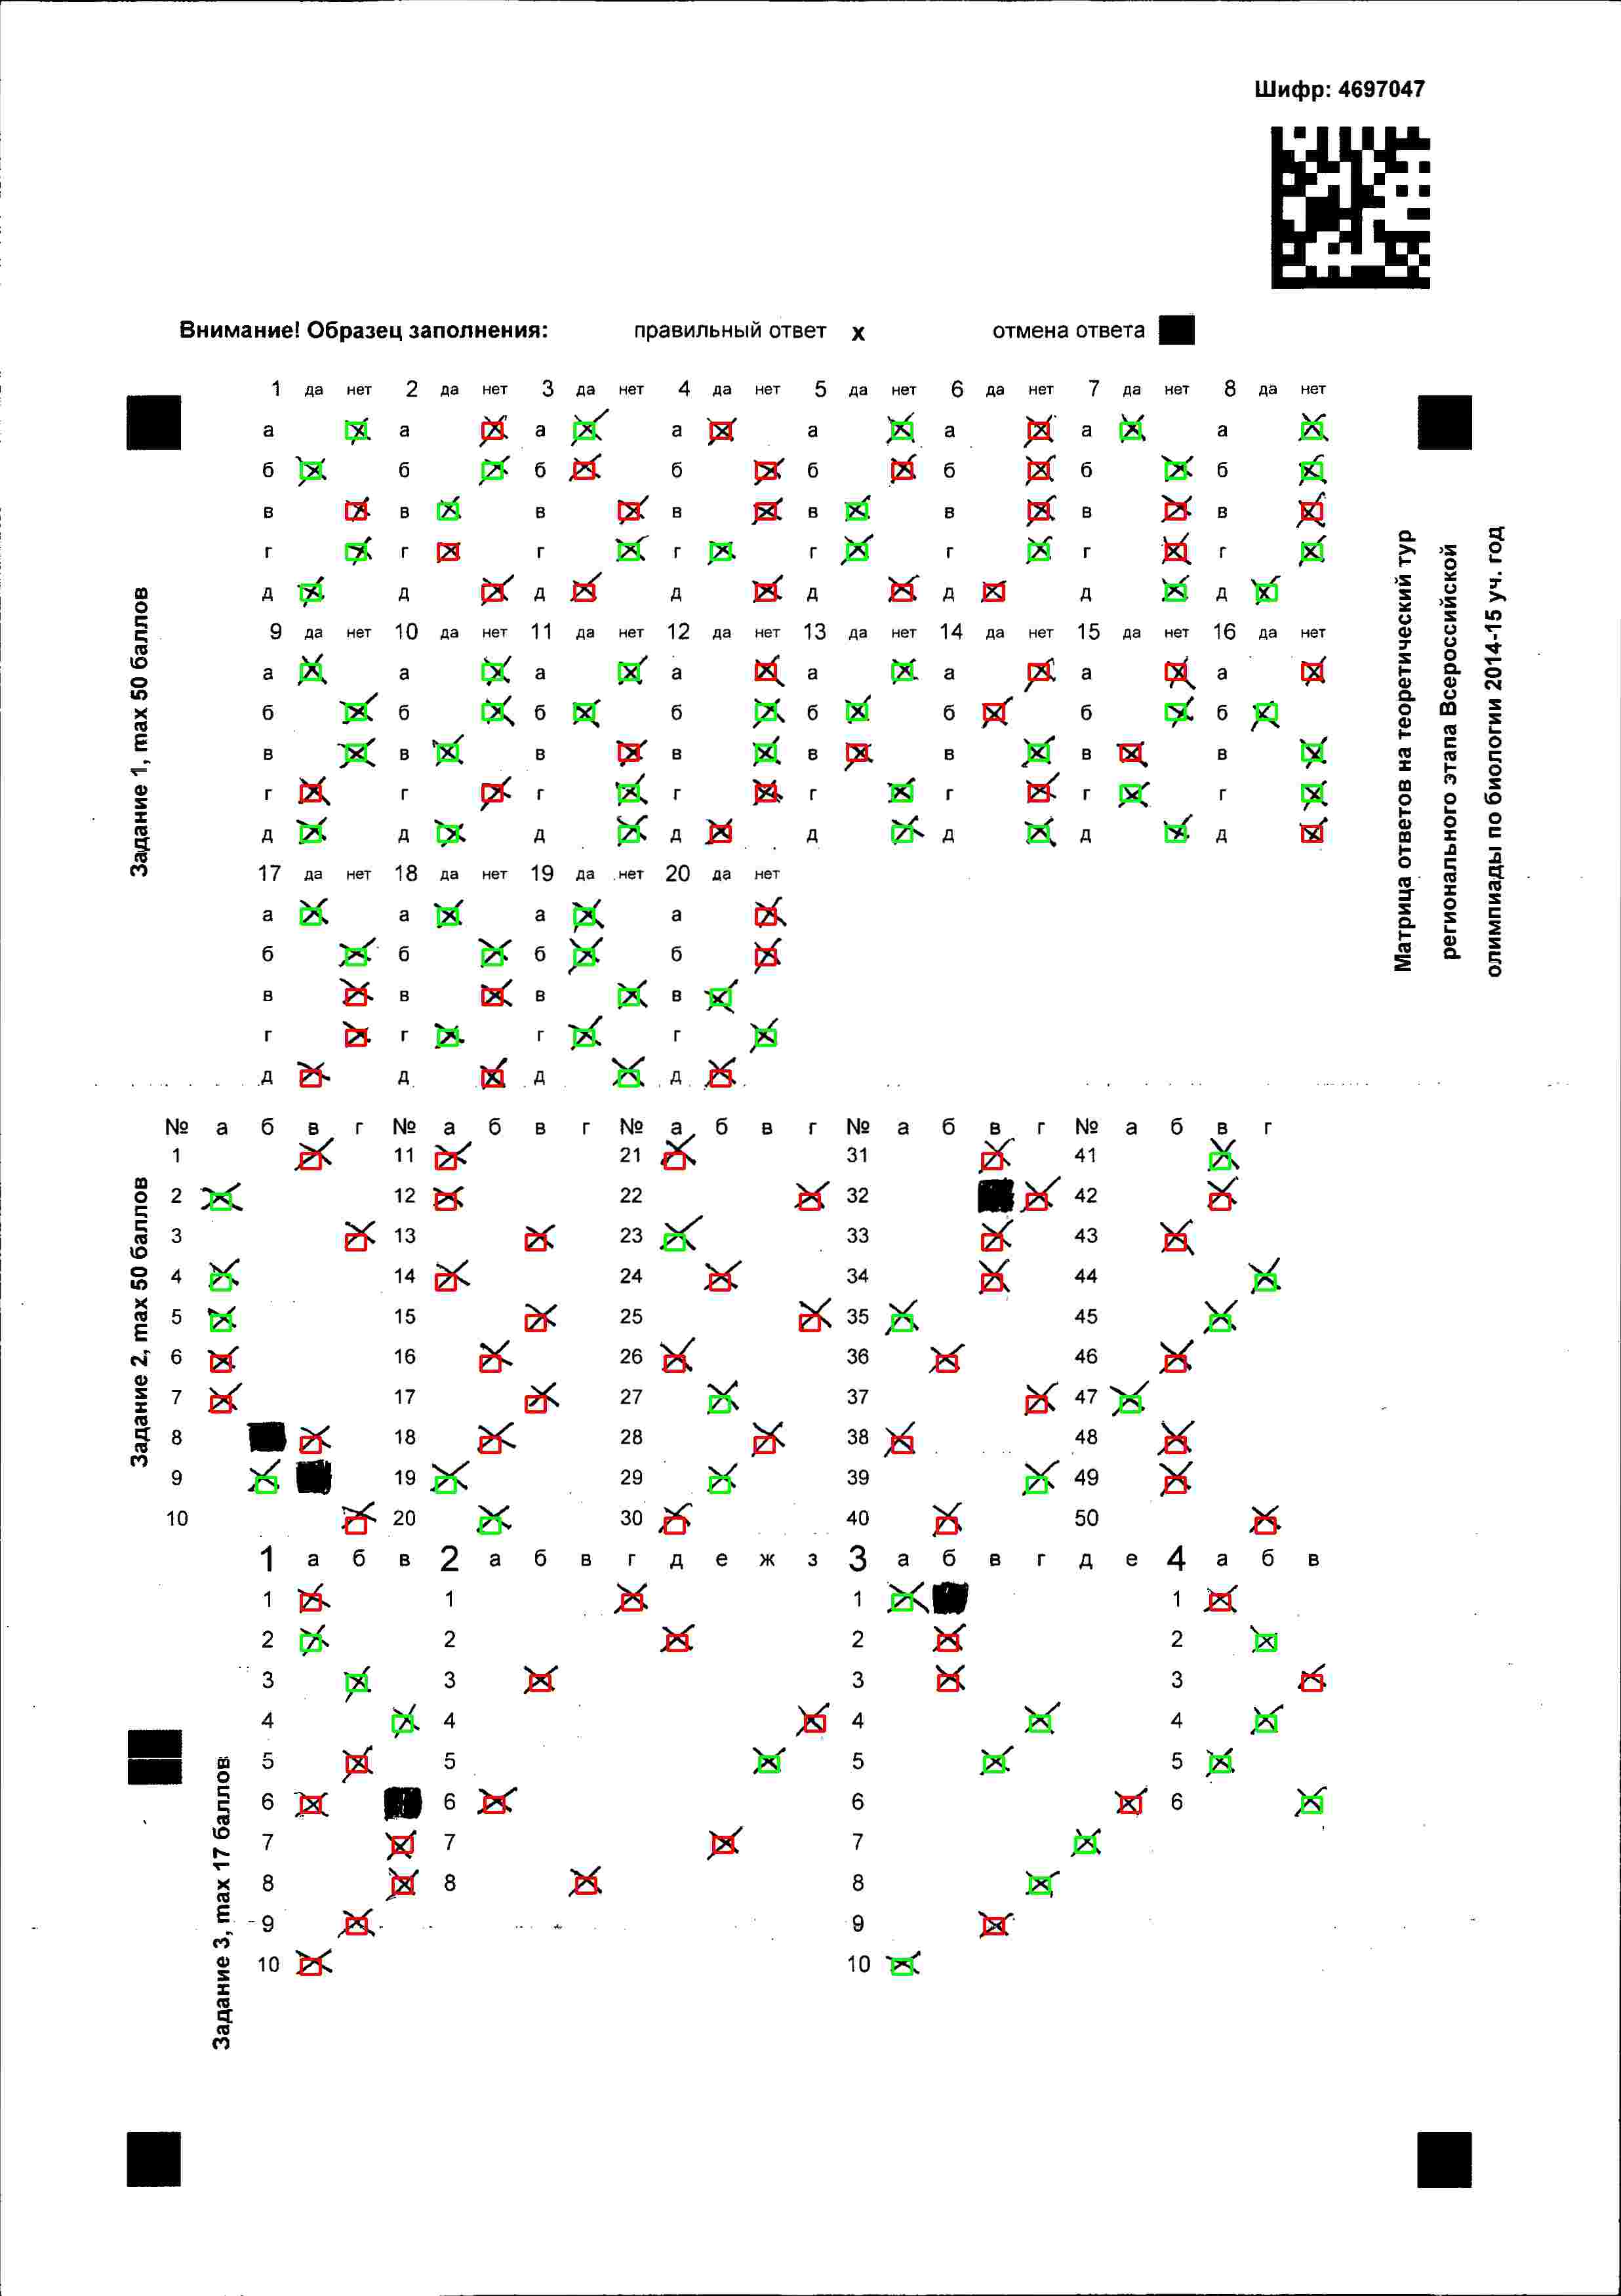 Шифр: 4697047
Внимание! Образец заполнения: правильный ответ х отмена ответа
1 да нет 2 да нет 3 да нет 4 да нет 5 да нет 6 да нет 7 да нет 8 да нет
а а а а а а а а
б б б б б б б б
в в в в в в в в
г г г г г г г г
д д д д д д д д
9 да нет 10 да нет 11 да нет 12 да нет 13 да нет 14 да нет 15 да нет 16 да нет
а а а а а а а а
б б б б б б б б
в в в в в в в в
г г г г г г г г
д д д д д д д д
17 да нет 18 да нет 19 да нет 20 да нет
а а а а
б б б б
в в в в
г г г г
д д д д
Задание 1, max 50 баллов
Матрица ответов на теоретический тур
регионального этапа Всероссийской
олимпиады по биологии 2014-15 уч. год
№ а б в г № а б в г № а б в г № а б в г № а б в г
1 11 21 31 41
2 12 22 32 42
3 13 23 33 43
4 14 24 34 44
5 15 25 35 45
6 16 26 36 46
7 17 27 37 47
8 18 28 38 48
9 19 29 39 49
10 20 30 40 50
Задание 2, max 50 баллов
1 а б в 2 а б в г д е ж з 3 а б в г д е 4 а б в
1 1 1 1
2 2 2 2
3 3 3 3
4 4 4 4
5 5 5 5
6 6 6 6
7 7 7
8 8 8
9 9
10 10
Задание 3, max 17 баллов